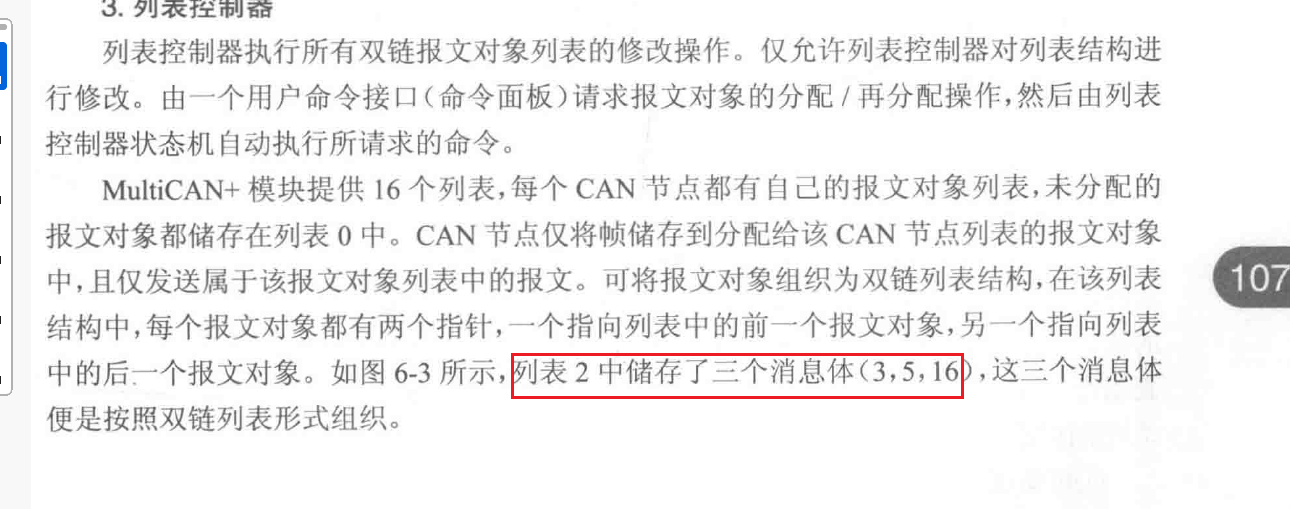 3. 列表控制器
列表控制器执行所有双链报文对象列表的修改操作。仅允许列表控制器对列表结构进
行修改。由一个用户命令接口(命令面板)请求报文对象的分配/再分配操作,然后由列表
控制器状态机自动执行所请求的命令。
MultiCAN+ 模块提供 16 个列表,每个 CAN 节点都有自己的报文对象列表,未分配的
报文对象都储存在列表 0 中。CAN 节点仅将帧储存到分配给该 CAN 节点列表的报文对象
中,且仅发送属于该报文对象列表中的报文。可将报文对象组织为双链列表结构,在该列表
结构中,每个报文对象都有两个指针,一个指向列表中的前一个报文对象,另一个指向列表
中的后一个报文对象。如图 6-3 所示,列表 2 中储存了三个消息体(3,5,16),这三个消息体
便是按照双链列表形式组织。
107